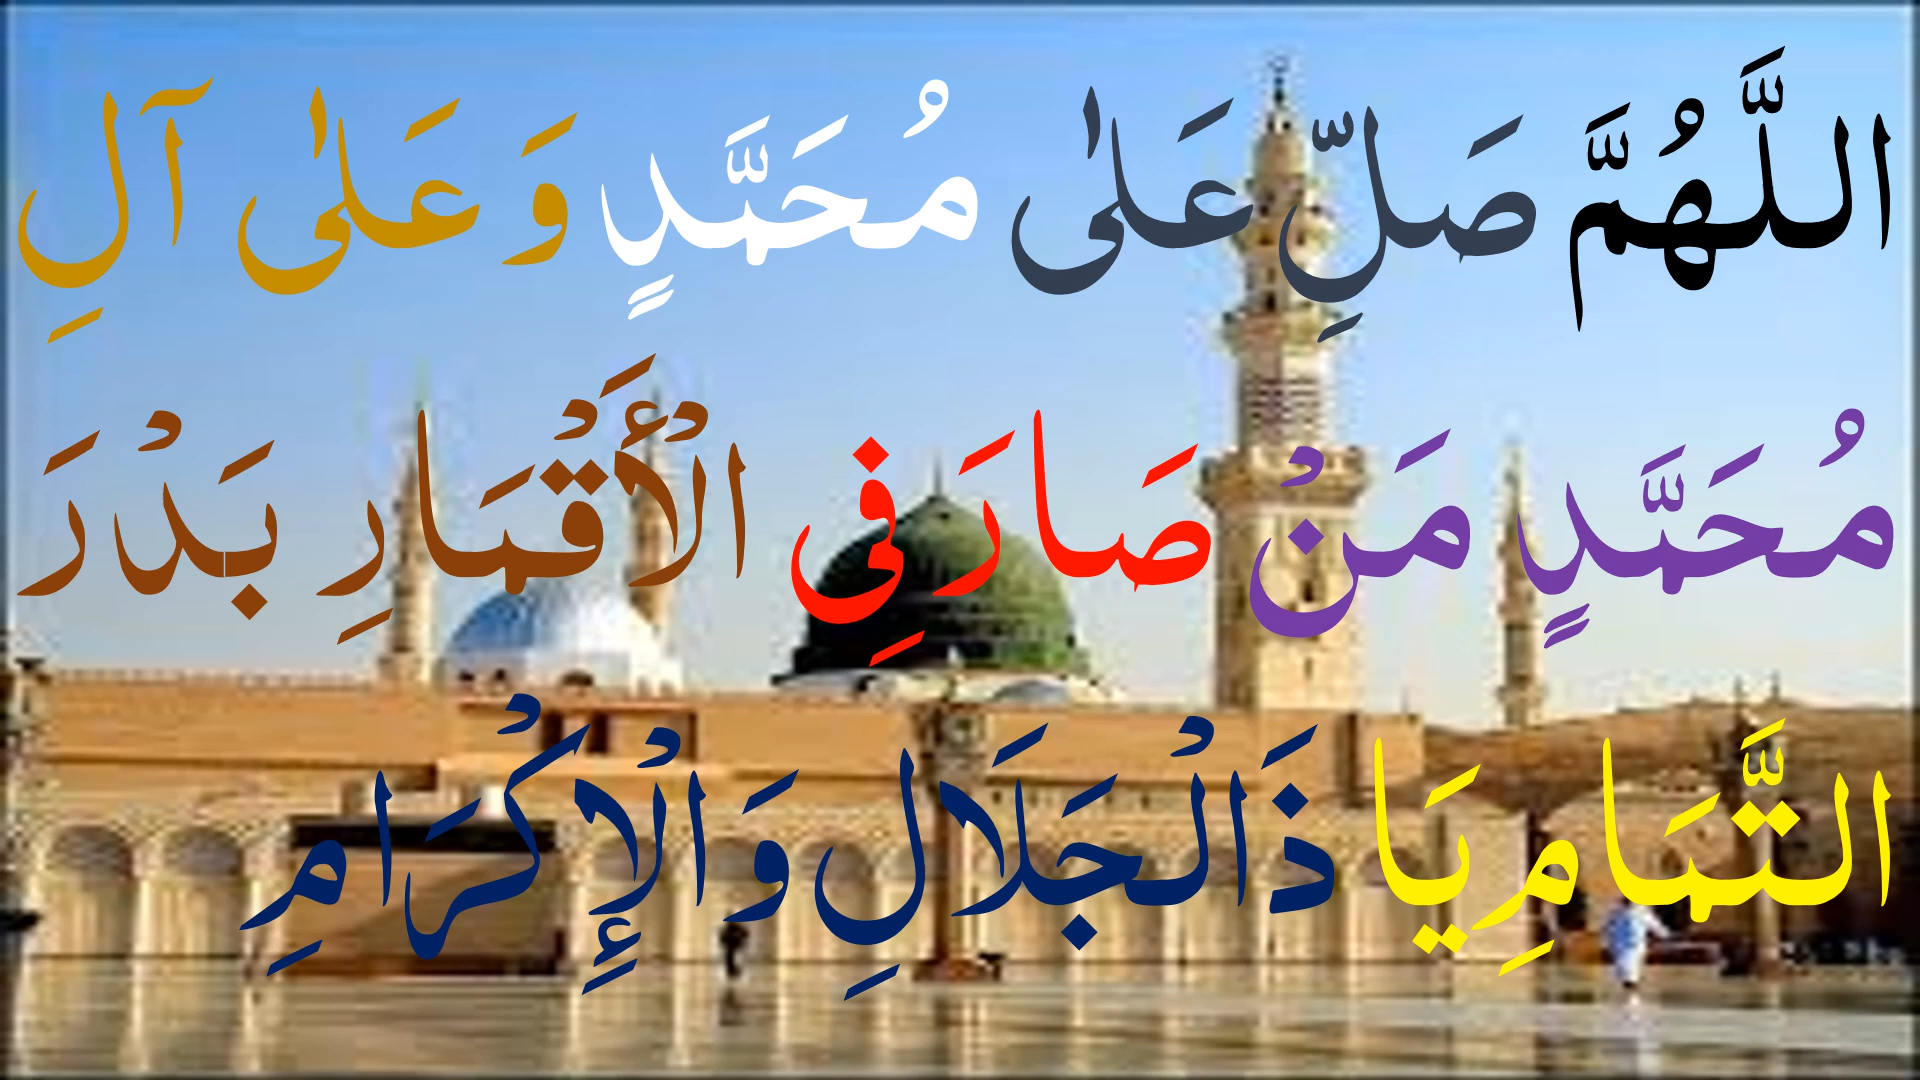 اللَّهُمَّ صَلِّ عَلٰى مُحَمَّدٍ وَعَلٰى آلِ
مُحَمَّدٍ مَنْ صَارَ فِي الْأَقْمَارِ بَدْرَ
التَّمَامِ يَا ذَالْجَلَالِ وَالْإِكْرَامِ